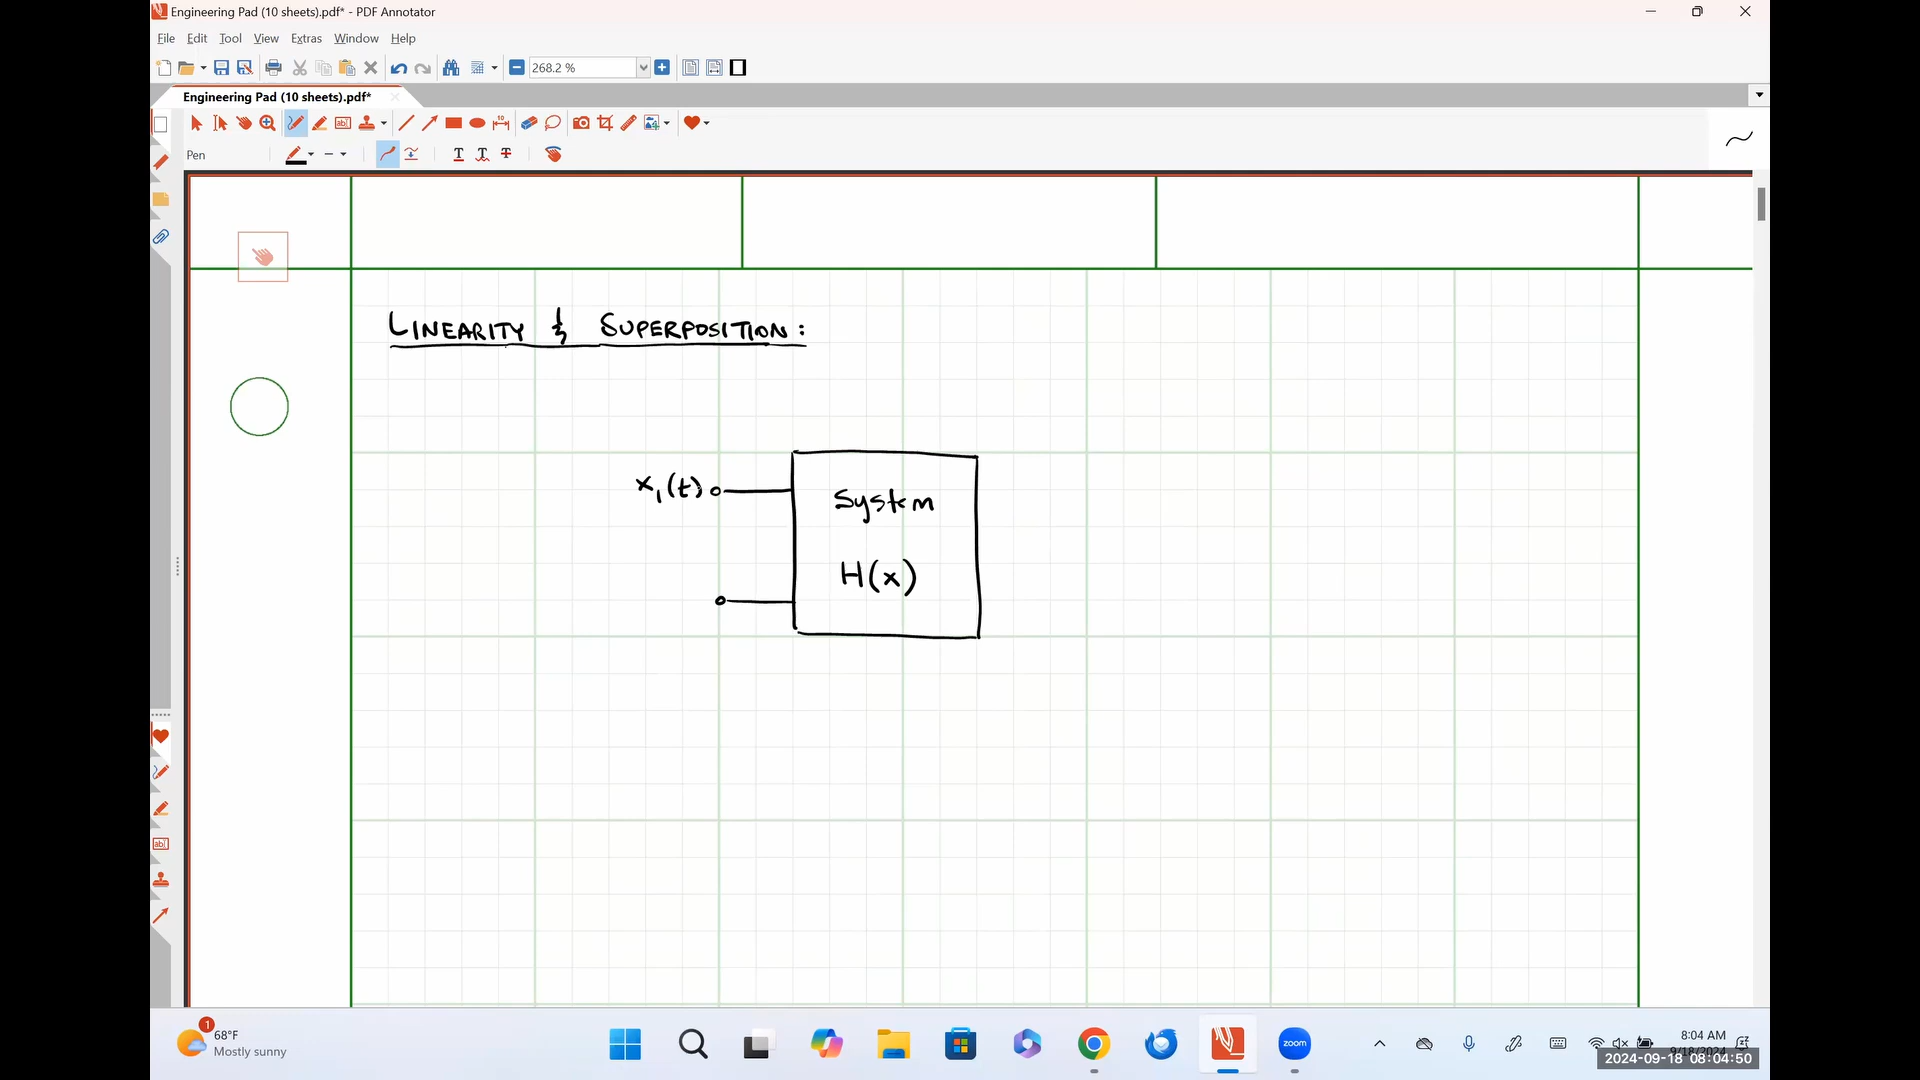 Engineering Pad (10 sheets).pdf* - PDF Annotator
File Edit Tool View Extras Window Help
268.2 %
Engineering Pad (10 sheets).pdf*
Pen
LINEARITY & SUPERPOSITION:
x₁(t)
System
H(x)
1
68°F
Mostly sunny
zoom
8:04 AM
2024-09-18 08:04:50